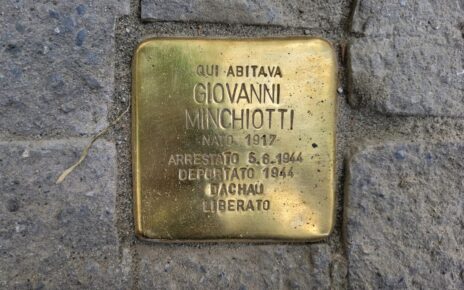 QUI ABITAVA
GIOVANNI
MINCHIOTTI
NATO 1917
ARRESTATO 5.6.1944
DEPORTATO 1944
DACHAU
LIBERATO